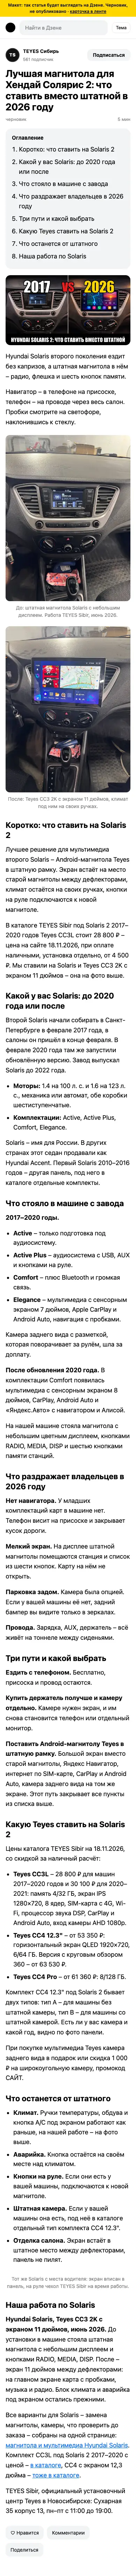 Макет: так статья будет выглядеть на Дзене. Черновик,
не опубликовано · карточка в ленте
Найти в Дзене
Тема
TS
TEYES Сибирь
561 подписчик
Подписаться
Лучшая магнитола для
Хендай Солярис 2: что
ставить вместо штатной в
2026 году
черновик
5 мин
Оглавление
1. Коротко: что ставить на Solaris 2
2. Какой у вас Solaris: до 2020 года
или после
3. Что стояло в машине с завода
4. Что раздражает владельцев в 2026
году
5. Три пути и какой выбрать
6. Какую Teyes ставить на Solaris 2
7. Что останется от штатного
8. Наша работа по Solaris
2017 VS 2026
HYUNDAI SOLARIS 2: ЧТО СТАВИТЬ ВМЕСТО ШТАТНОЙ
Hyundai Solaris второго поколения ездит
без капризов, а штатная магнитола в нём
– радио, флешка и шесть кнопок памяти.
Навигатор – в телефоне на присоске,
телефон – на проводе через весь салон.
Пробки смотрите на светофоре,
наклонившись к стеклу.
До: штатная магнитола Solaris с небольшим
дисплеем. Работа TEYES Sibir, июнь 2026.
После: Teyes CC3 2K с экраном 11 дюймов, климат
под ним на своих ручках.
Коротко: что ставить на Solaris
2
Лучшее решение для мультимедиа
второго Solaris – Android-магнитола Teyes
в штатную рамку. Экран встаёт на место
старой магнитолы между дефлекторами,
климат остаётся на своих ручках, кнопки
на руле подключаются к новой
магнитоле.
В каталоге TEYES Sibir под Solaris 2 2017–
2020 годов Teyes CC3L стоит 28 800 ₽ –
цена на сайте 18.11.2026, при оплате
наличными, установка отдельно, от 4 500
₽. Мы ставили на Solaris и Teyes CC3 2K с
экраном 11 дюймов – она на фото выше.
Какой у вас Solaris: до 2020
года или после
Второй Solaris начали собирать в Санкт-
Петербурге в феврале 2017 года, в
салоны он пришёл в конце февраля. В
феврале 2020 года там же запустили
обновлённую версию. Завод выпускал
Solaris до 2022 года.
• Моторы: 1.4 на 100 л. с. и 1.6 на 123 л.
с., механика или автомат, обе коробки
шестиступенчатые.
• Комплектации: Active, Active Plus,
Comfort, Elegance.
Solaris – имя для России. В других
странах этот седан продавали как
Hyundai Accent. Первый Solaris 2010–2016
годов – другая панель, под него в
каталоге отдельные комплекты.
Что стояло в машине с завода
2017–2020 годы.
• Active – только подготовка под
аудиосистему.
• Active Plus – аудиосистема с USB, AUX
и кнопками на руле.
• Comfort – плюс Bluetooth и громкая
связь.
• Elegance – мультимедиа с сенсорным
экраном 7 дюймов, Apple CarPlay и
Android Auto, навигация с пробками.
Камера заднего вида с разметкой,
которая поворачивает за рулём, шла за
доплату.
После обновления 2020 года. В
комплектации Comfort появилась
мультимедиа с сенсорным экраном 8
дюймов, CarPlay, Android Auto и
«Яндекс.Авто» с навигатором и Алисой.
На нашей машине стояла магнитола с
небольшим цветным дисплеем, кнопками
RADIO, MEDIA, DISP и шестью кнопками
памяти станций.
Что раздражает владельцев в
2026 году
Нет навигатора. У младших
комплектаций карт в машине нет.
Телефон висит на присоске и закрывает
кусок дороги.
Мелкий экран. На дисплее штатной
магнитолы помещаются станция и список
из шести кнопок. Карту на нём не
открыть.
Парковка задом. Камера была опцией.
Если у вашей машины её нет, задний
бампер вы видите только в зеркалах.
Провода. Зарядка, AUX, держатель – всё
живёт на тоннеле между сиденьями.
Три пути и какой выбрать
Ездить с телефоном. Бесплатно,
присоска и провод остаются.
Купить держатель получше и камеру
отдельно. Камере нужен экран, и им
снова становится телефон или отдельный
монитор.
Поставить Android-магнитолу Teyes в
штатную рамку. Большой экран вместо
старой магнитолы, Яндекс Навигатор,
интернет по SIM-карте, CarPlay и Android
Auto, камера заднего вида на том же
экране. Этот путь закрывает все пункты
из списка выше.
Какую Teyes ставить на Solaris
2
Цены каталога TEYES Sibir на 18.11.2026,
со скидкой за наличный расчёт:
• Teyes CC3L – 28 800 ₽ для машин
2017–2020 годов и 30 100 ₽ для 2020–
2021: память 4/32 ГБ, экран IPS
1280×720, 8 ядер, SIM-карта с 4G, Wi-
Fi, процессор звука DSP, CarPlay и
Android Auto, вход камеры AHD 1080p.
• Teyes CC4 12.3″ – от 53 350 ₽:
горизонтальный экран QLED 1920×720,
6/64 ГБ. Версия с круговым обзором
360 – от 63 530 ₽.
• Teyes CC4 Pro – от 61 360 ₽: 8/128 ГБ.
Комплект CC4 12.3″ под Solaris 2 бывает
двух типов: тип A – для машины без
штатной камеры, тип B – для машины со
штатной камерой. Есть ли у вас камера и
какой год, видно по фото панели.
При покупке мультимедиа Teyes камера
заднего вида в подарок или скидка 1 000
₽ на широкоугольную камеру, промокод
САЙТ.
Что останется от штатного
• Климат. Ручки температуры, обдува и
кнопка A/C под экраном работают как
раньше, на нашей работе – на фото
выше.
• Аварийка. Кнопка остаётся на своём
месте над магнитолой.
• Кнопки на руле. Если они есть у
вашей машины, подключаются к новой
магнитоле.
• Штатная камера. Если у вашей
машины она есть, под неё в каталоге
отдельный тип комплекта CC4 12.3″.
• Отделка салона. Экран встаёт в
штатное место между дефлекторами,
панель не пилят.
Тот же Solaris с места водителя: экран вписан в
панель, на руле чехол TEYES Sibir на время работы.
Наша работа по Solaris
Hyundai Solaris, Teyes CC3 2K с
экраном 11 дюймов, июнь 2026. До
установки в машине стояла штатная
магнитола с небольшим дисплеем и
кнопками RADIO, MEDIA, DISP. После –
экран 11 дюймов между дефлекторами:
на главном экране часы, погода, карта,
музыка и радио. Блок климата и аварийка
под экраном остались прежними.
Все варианты для Solaris – замена
магнитолы, камеры, что проверить до
заказа – собраны на одной странице:
магнитола и мультимедиа Hyundai Solaris.
Комплект CC3L под Solaris 2 2017–2020 г.
ценой – в каталоге, CC4 с экраном 12,3
дюйма – тоже в каталоге.
TEYES Sibir, официальный установочный
центр Teyes в Новосибирске: Сухарная
35 корпус 13, пн–пт с 11:00 до 19:00.
Нравится
Комментарии
Поделиться